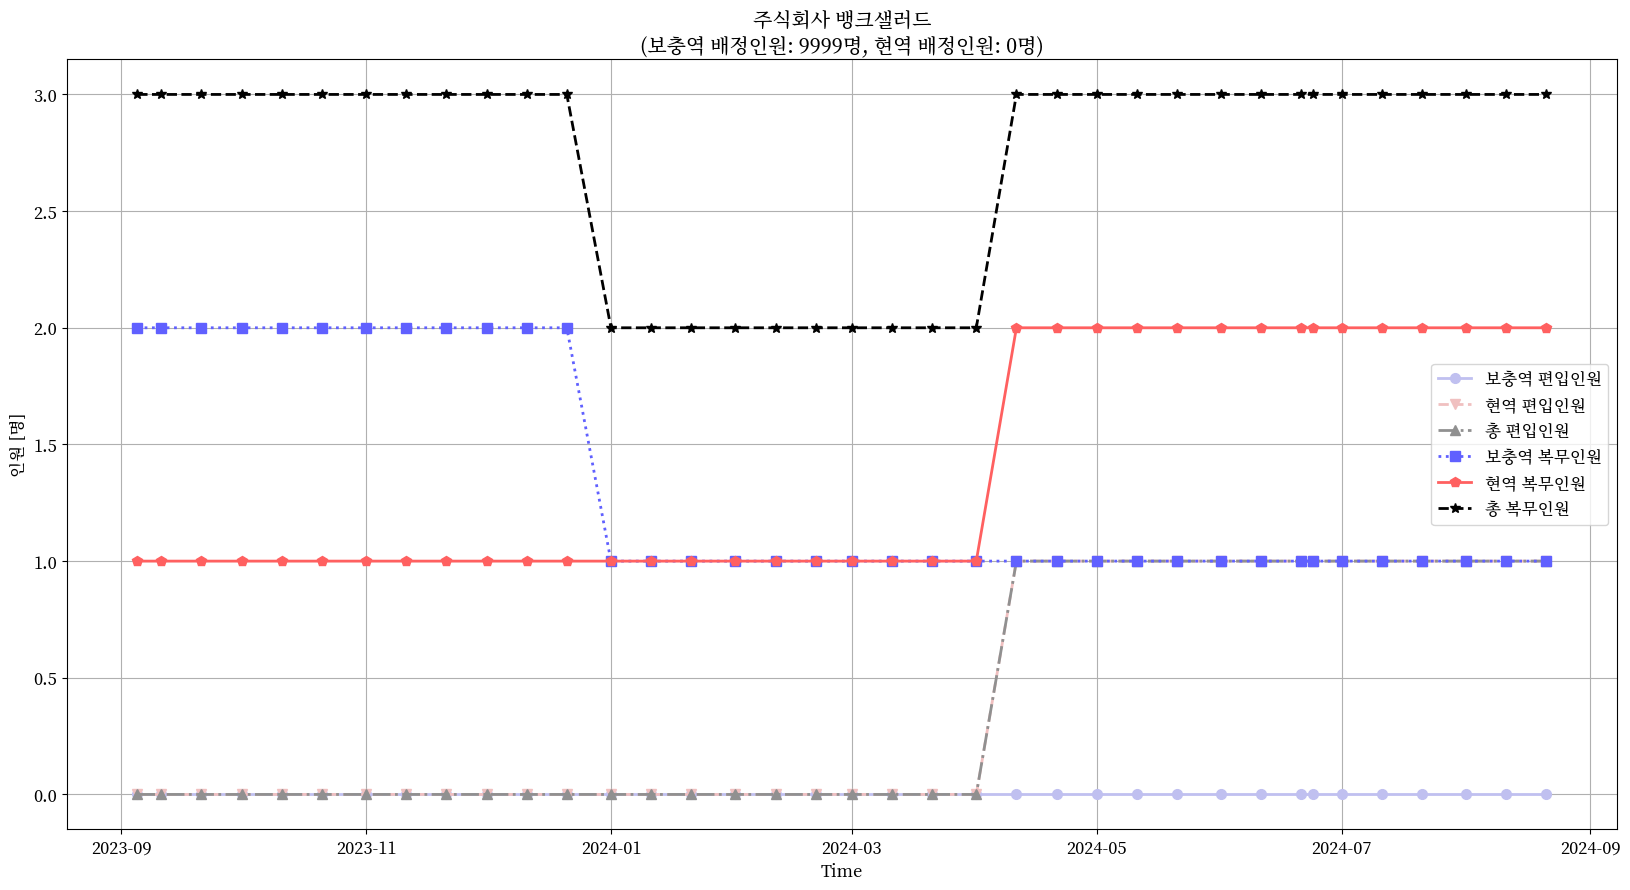 주식회사 뱅크샐러드
(보충역 배정인원: 9999명, 현역 배정인원: 0명)
3.0
2.5
2.0
1.5
1.0
0.5
0.0
인원 [명]
보충역 편입인원
현역 편입인원
총 편입인원
보충역 복무인원
현역 복무인원
총 복무인원
2023-09 2023-11 2024-01 2024-03 2024-05 2024-07 2024-09
Time